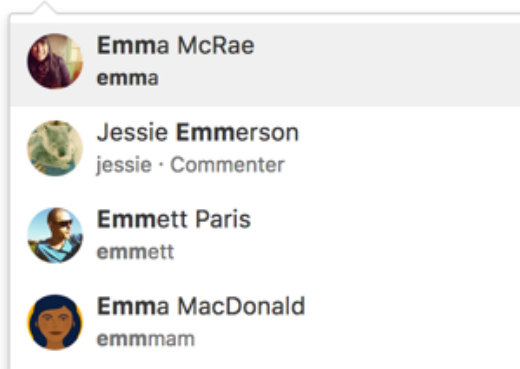 Emma McRae
emma
Jessie Emmerson
jessie · Commenter
Emmett Paris
emmett
Emma MacDonald
emmmam